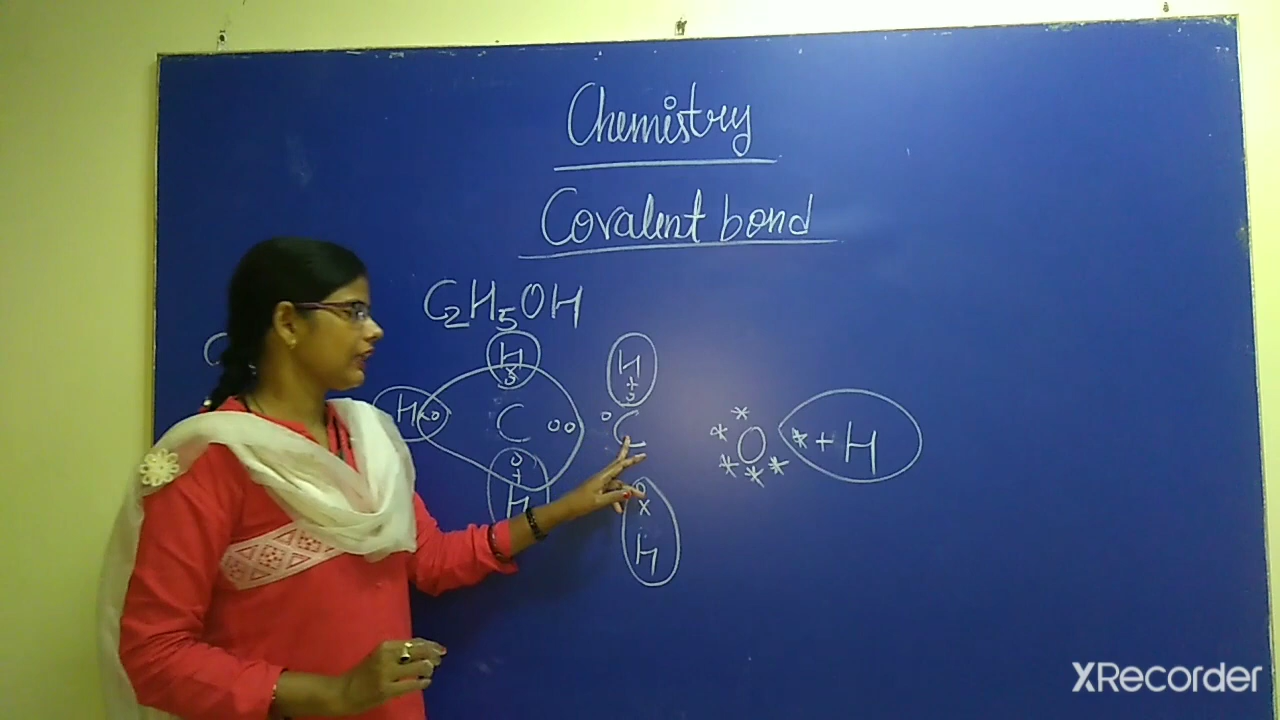 Chemistry
Covalent bond
C₂H₅OH
H H
H C C O + H
H H
XRecorder